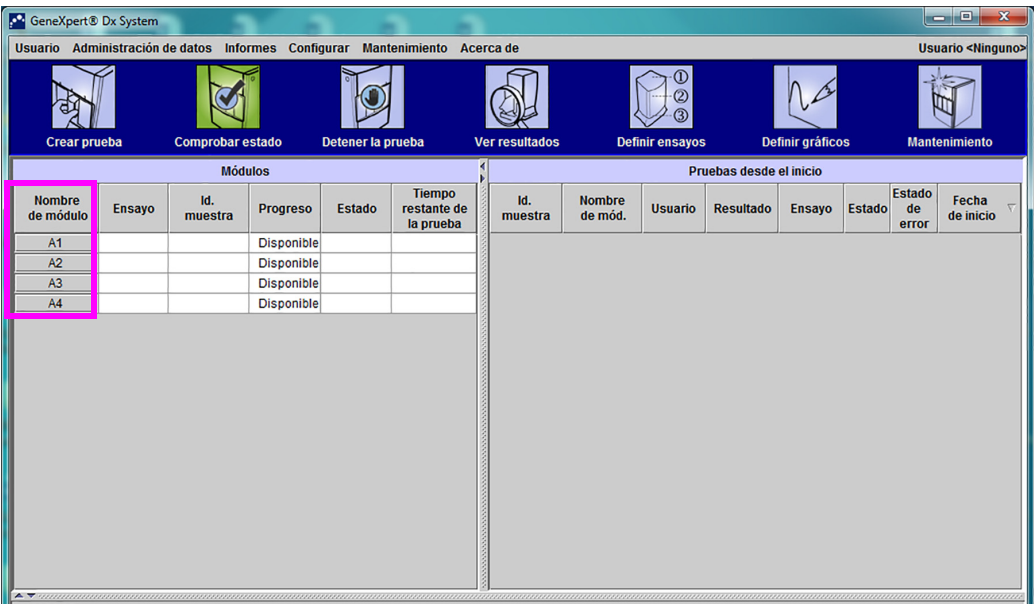 GeneXpert® Dx System
Usuario Administración de datos Informes Configurar Mantenimiento Acerca de Usuario <Ninguno>
Crear prueba Comprobar estado Detener la prueba Ver resultados Definir ensayos Definir gráficos Mantenimiento
1
2
3
Módulos
Nombre de módulo Ensayo Id. muestra Progreso Estado Tiempo restante de la prueba
A1 Disponible
A2 Disponible
A3 Disponible
A4 Disponible
Pruebas desde el inicio
Id. muestra Nombre de mód. Usuario Resultado Ensayo Estado Estado de error Fecha de inicio